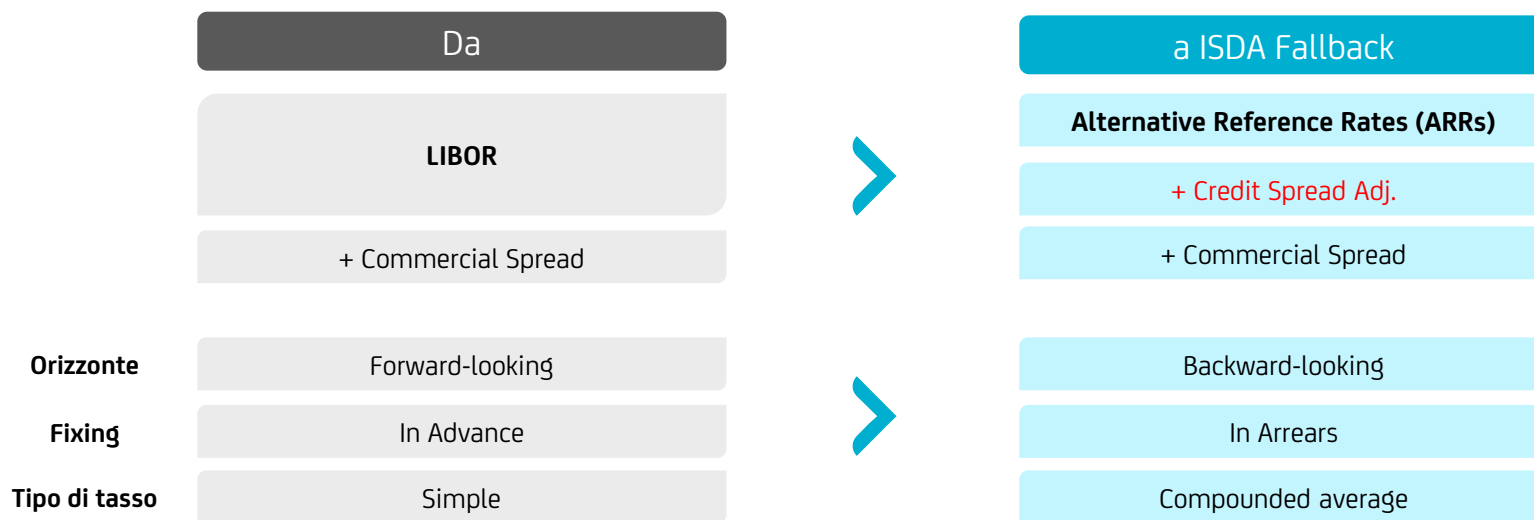 Da
a ISDA Fallback
LIBOR
Alternative Reference Rates (ARRs)
+ Credit Spread Adj.
+ Commercial Spread
+ Commercial Spread
Orizzonte
Forward-looking
Backward-looking
Fixing
In Advance
In Arrears
Tipo di tasso
Simple
Compounded average